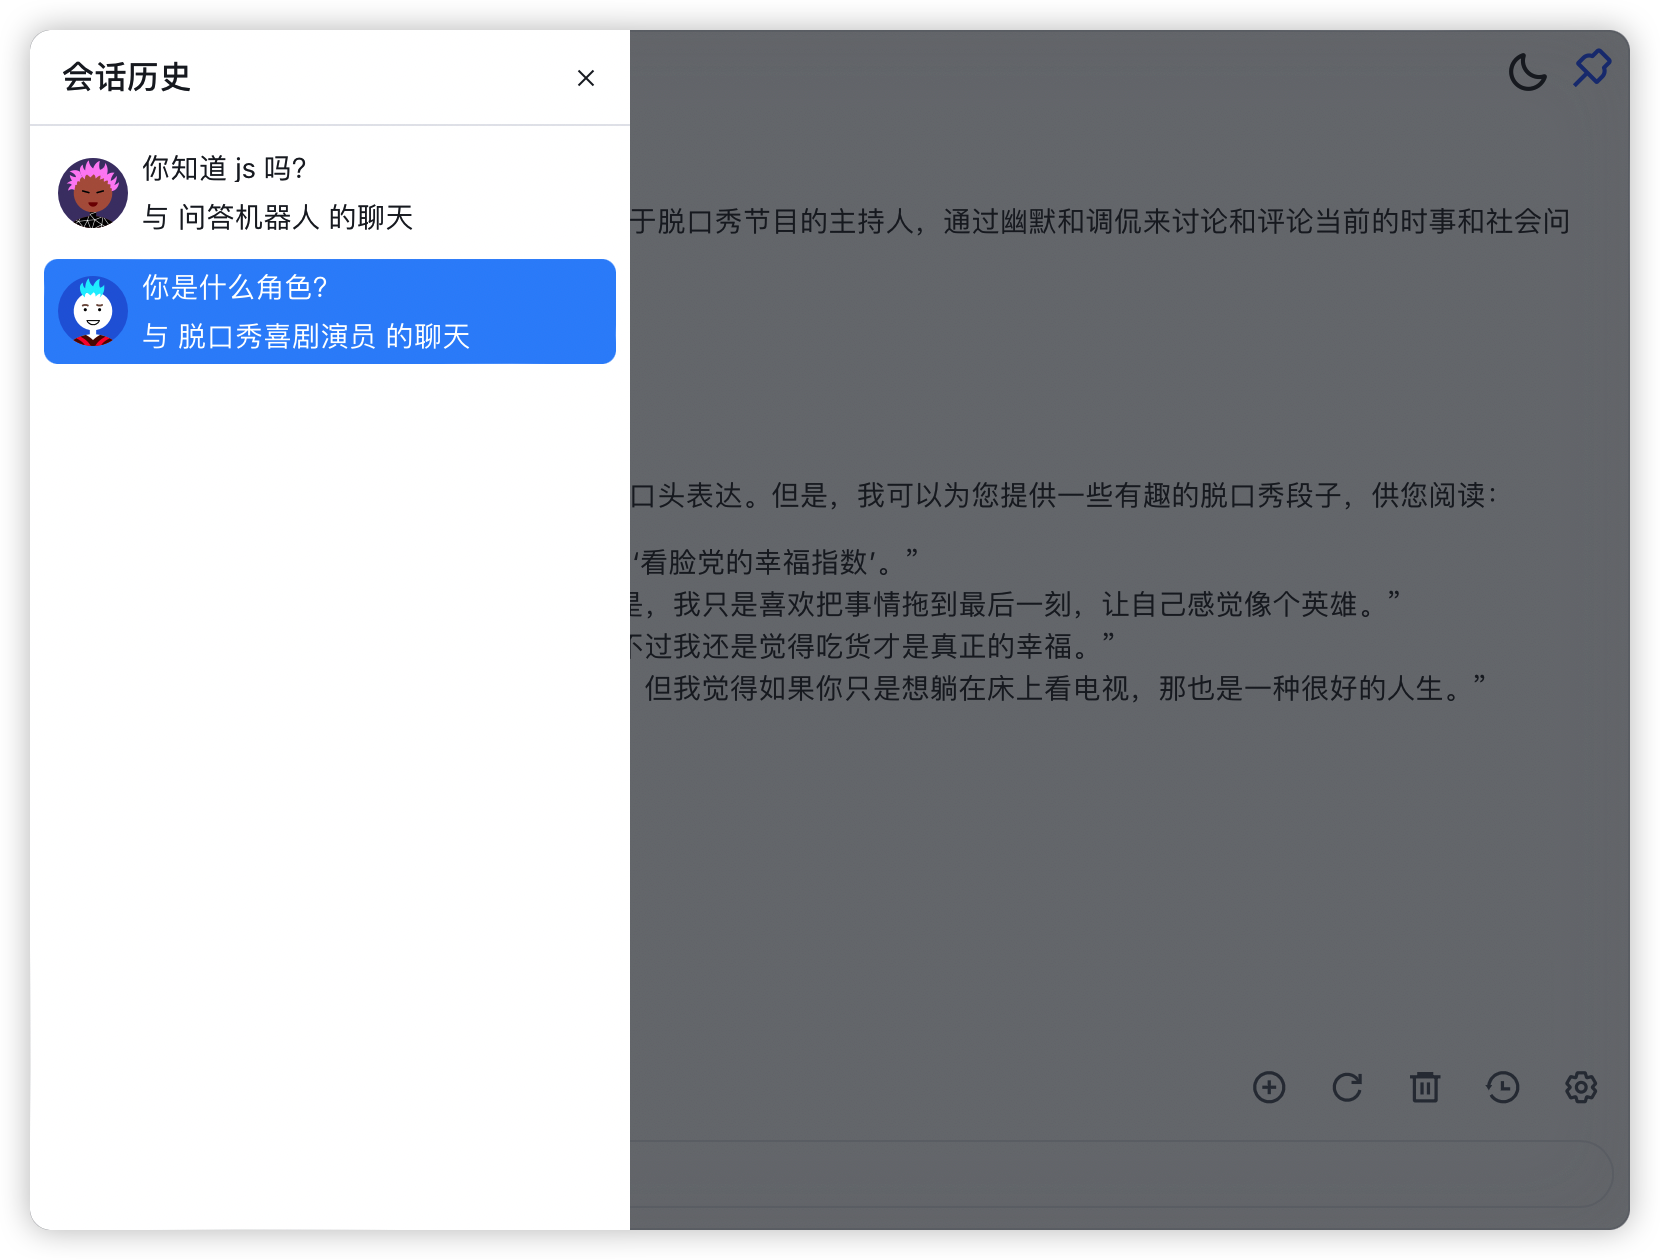 会话历史
你知道 js 吗?
与 问答机器人 的聊天
你是什么角色?
与 脱口秀喜剧演员 的聊天
于脱口秀节目的主持人，通过幽默和调侃来讨论和评论当前的时事和社会问
口头表达。但是，我可以为您提供一些有趣的脱口秀段子，供您阅读：
‘看脸党的幸福指数’。”
是，我只是喜欢把事情拖到最后一刻，让自己感觉像个英雄。”
不过我还是觉得吃货才是真正的幸福。”
但我觉得如果你只是想躺在床上看电视，那也是一种很好的人生。”